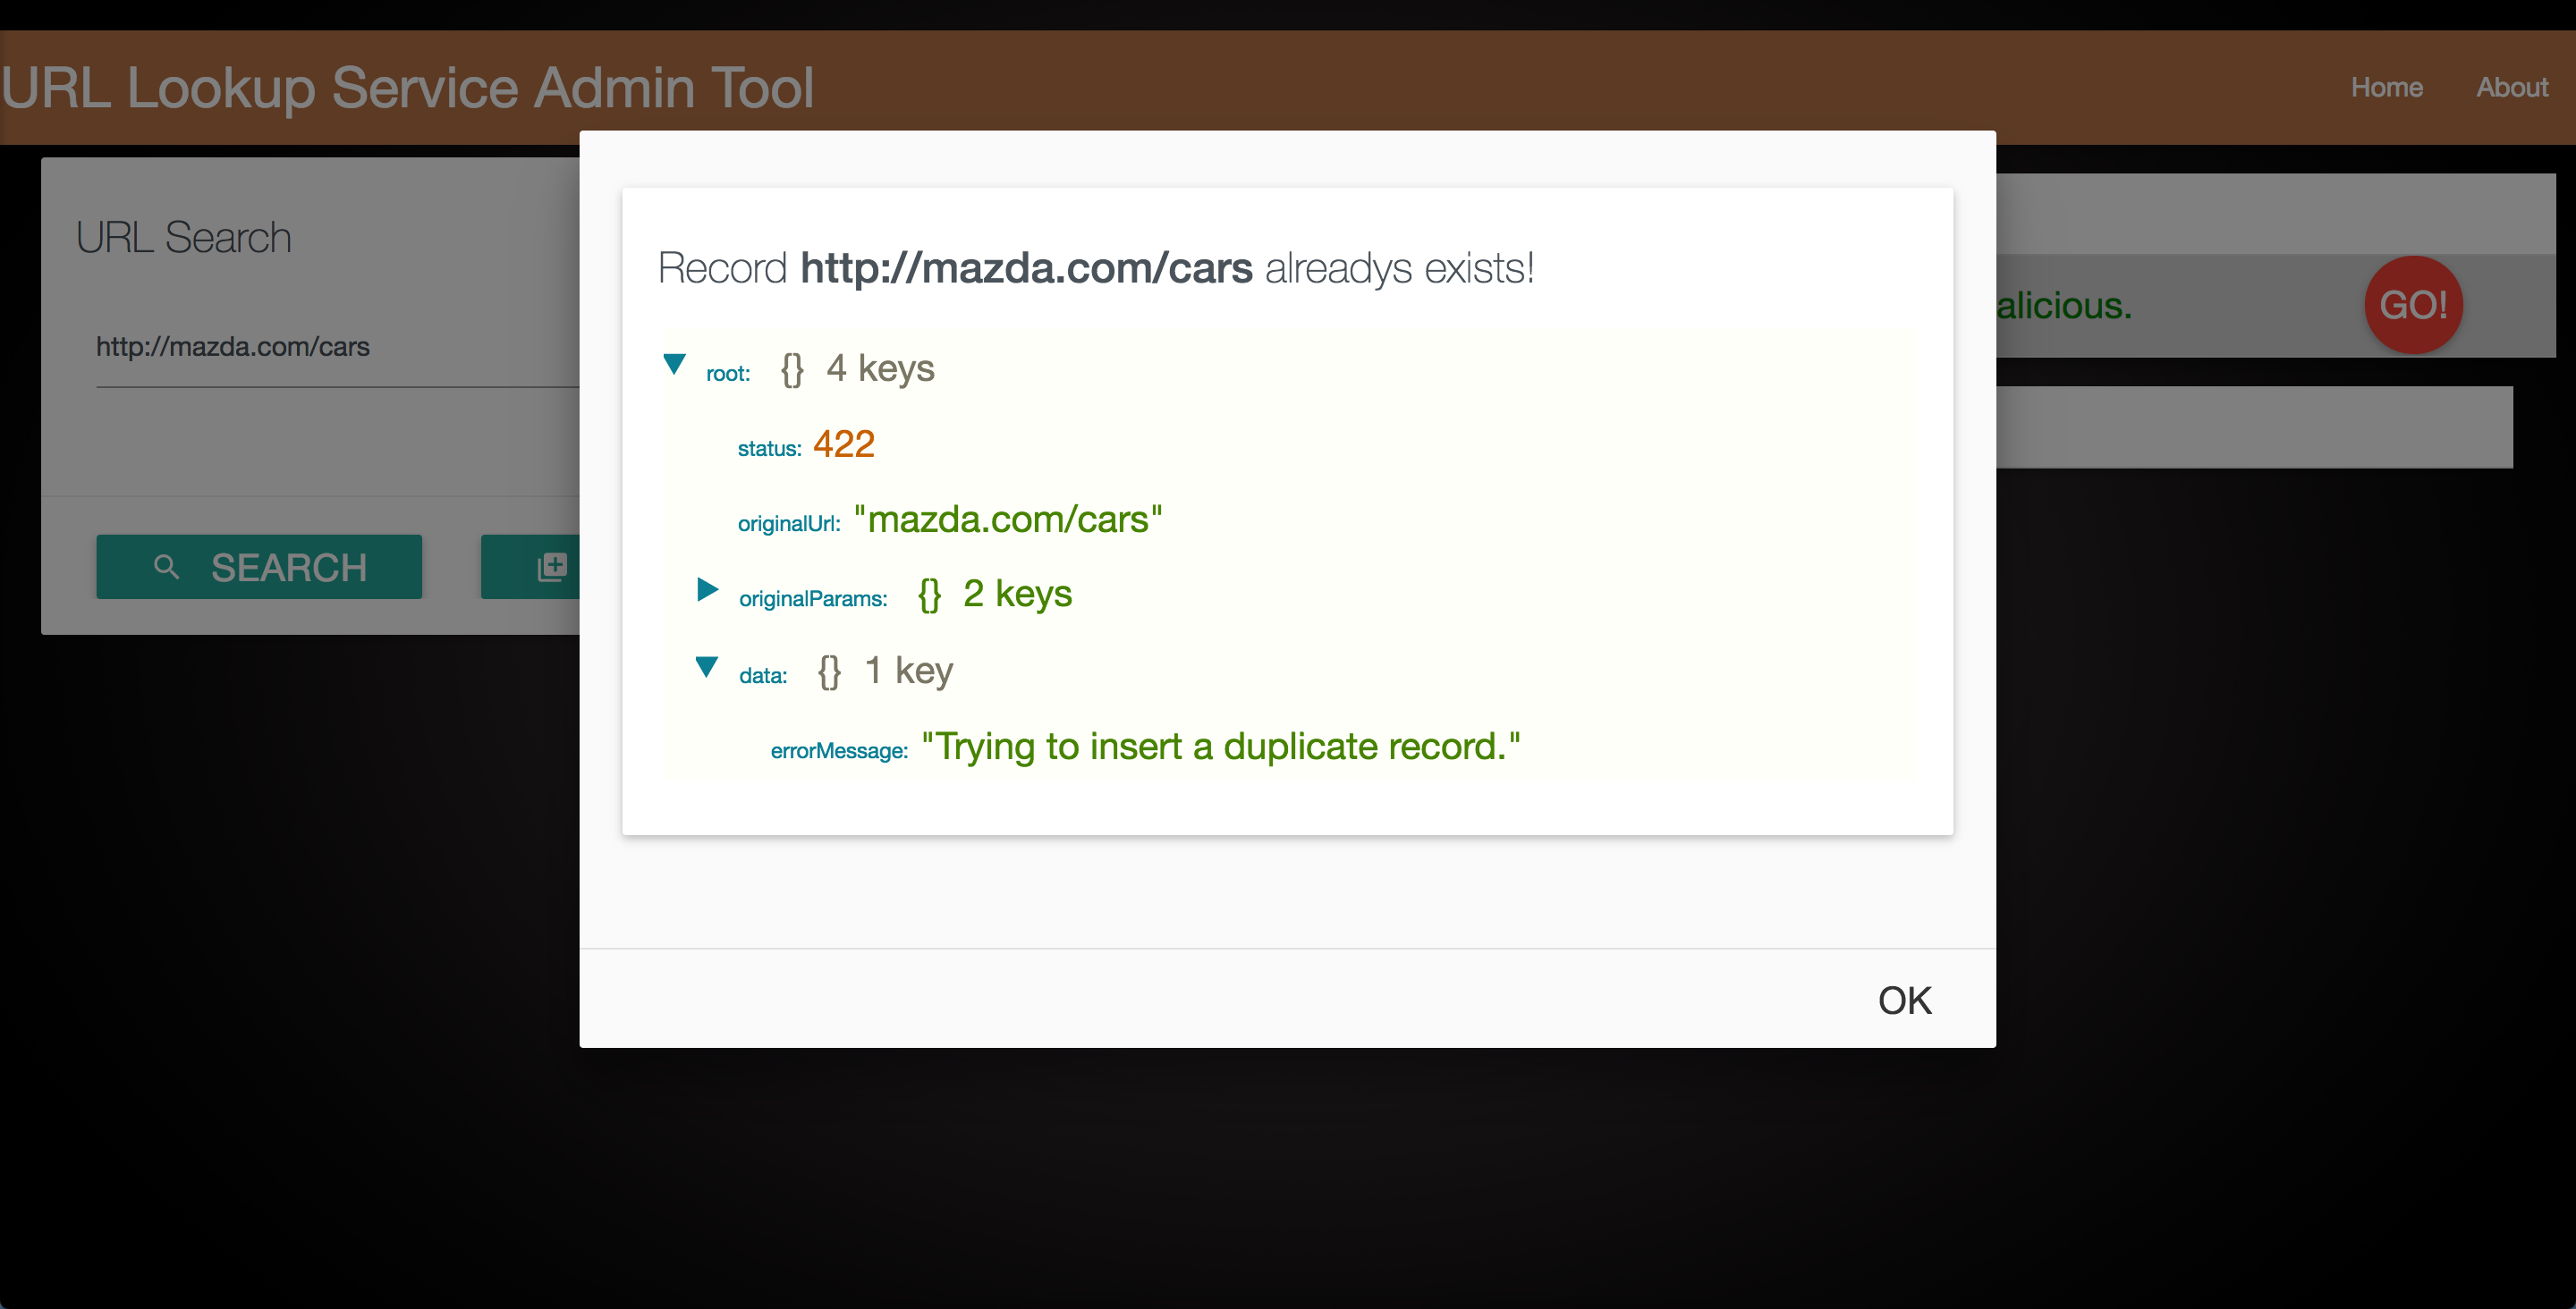 URL Lookup Service Admin Tool
Home About
URL Search
http://mazda.com/cars
SEARCH
alicious.
GO!
Record http://mazda.com/cars alreadys exists!
root: {} 4 keys
status: 422
originalUrl: "mazda.com/cars"
originalParams: {} 2 keys
data: {} 1 key
errorMessage: "Trying to insert a duplicate record."
OK